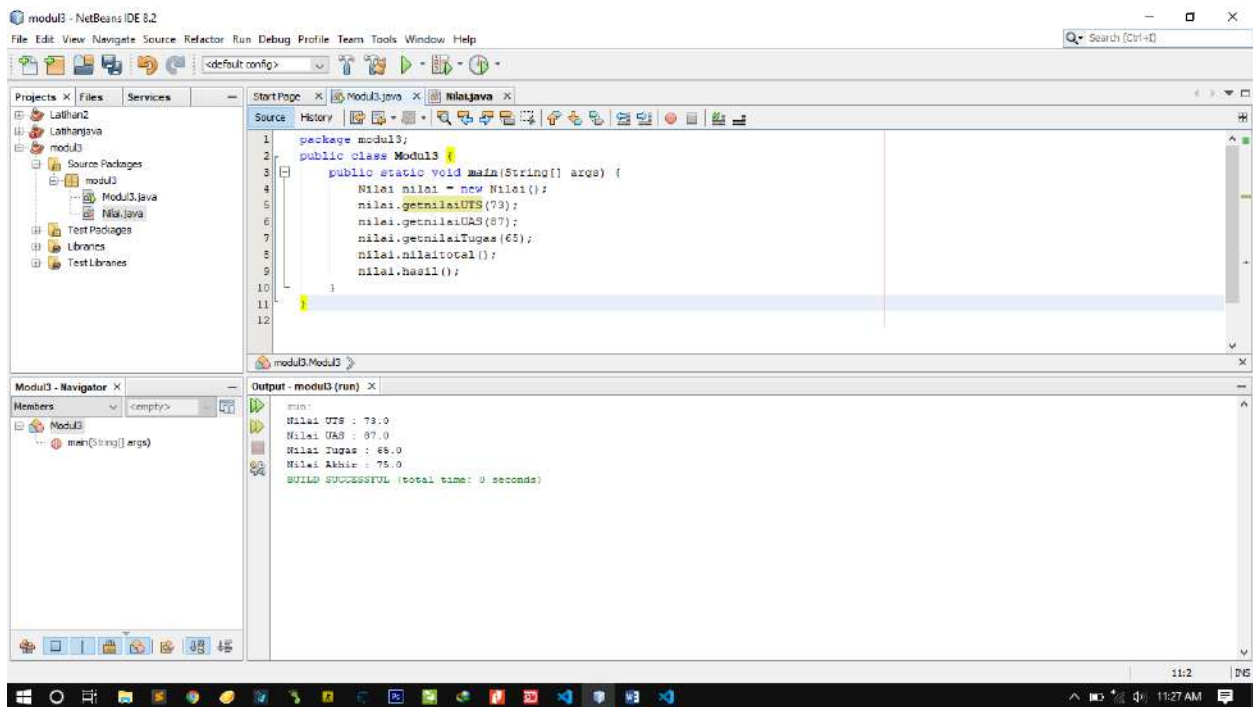 modul3 - NetBeans IDE 8.2
File Edit View Navigate Source Refactor Run Debug Profile Team Tools Window Help
Search (Ctrl+I)
<default config>
Projects Files Services
Latihan2
Latihanjava
modul3
Source Packages
modul3
Modul3.java
Nilai.java
Test Packages
Libraries
Test Libraries
Start Page Modul3.java Nilai.java
Source History
1 package modul3;
2 public class Modul3 {
3 public static void main(String[] args) {
4 Nilai nilai = new Nilai();
5 nilai.getnilaiUTS(73);
6 nilai.getnilaiUAS(87);
7 nilai.getnilaiTugas(65);
8 nilai.nilaitotal();
9 nilai.hasil();
10 }
11 }
12
modul3.Modul3
Modul3 - Navigator
Members <empty>
Modul3
main(String[] args)
Output - modul3 (run)
run:
Nilai UTS : 73.0
Nilai UAS : 87.0
Nilai Tugas : 65.0
Nilai Akhir : 75.0
BUILD SUCCESSFUL (total time: 0 seconds)
11:2 INS
11:27 AM